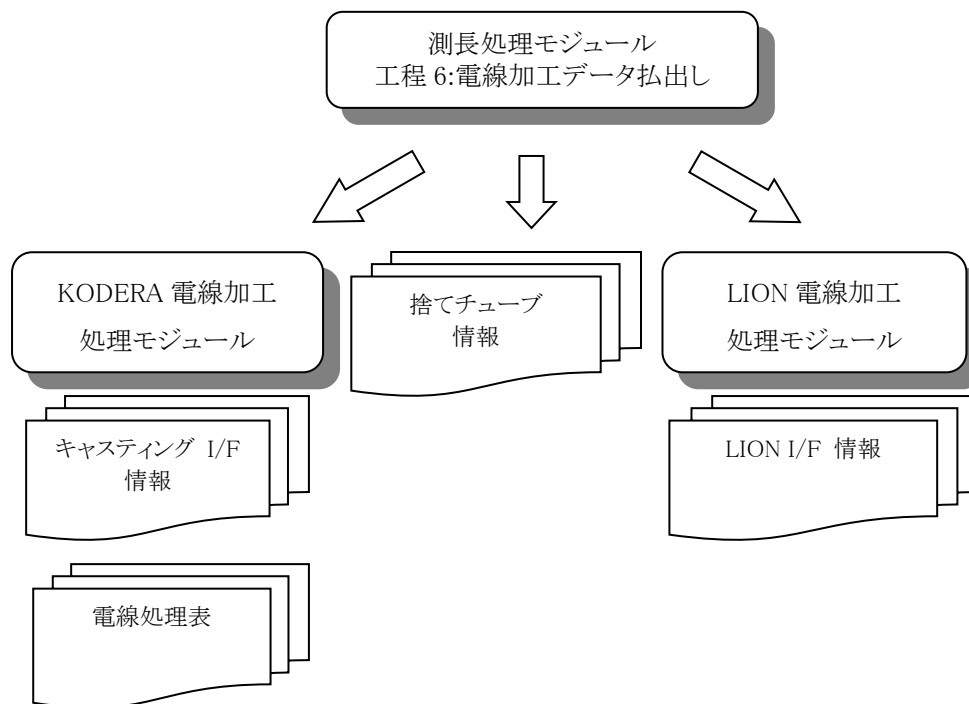 測長処理モジュール
工程 6:電線加工データ払出し
KODERA 電線加工
処理モジュール
捨てチューブ
情報
LION 電線加工
処理モジュール
キャスティング I/F
情報
LION I/F 情報
電線処理表